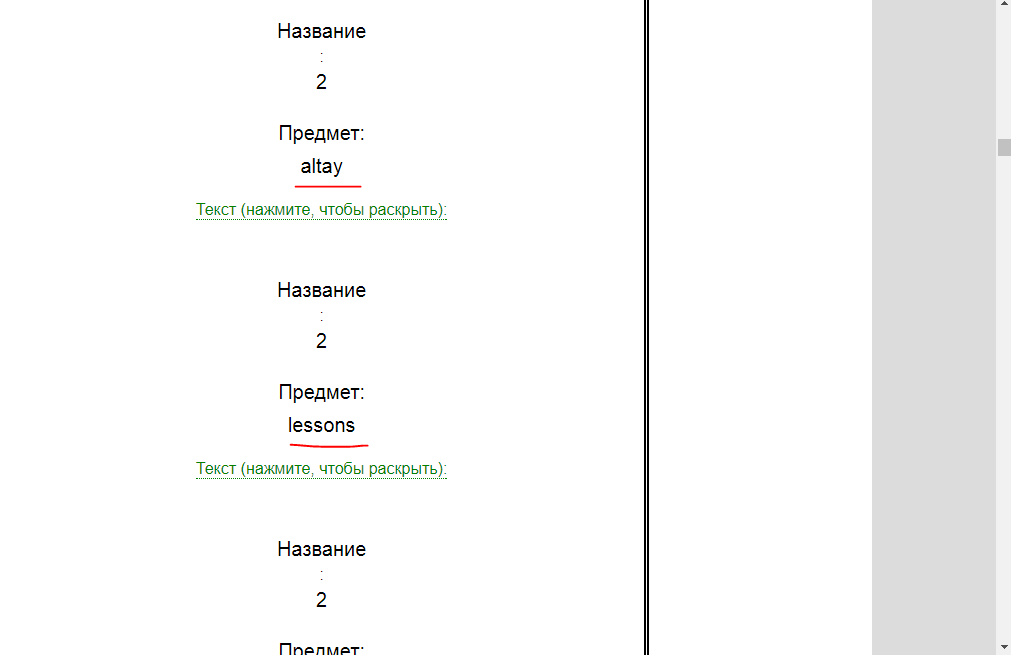 Название
:
2
Предмет:
altay
Текст (нажмите, чтобы раскрыть):
Название
:
2
Предмет:
lessons
Текст (нажмите, чтобы раскрыть):
Название
:
2
Предмет: